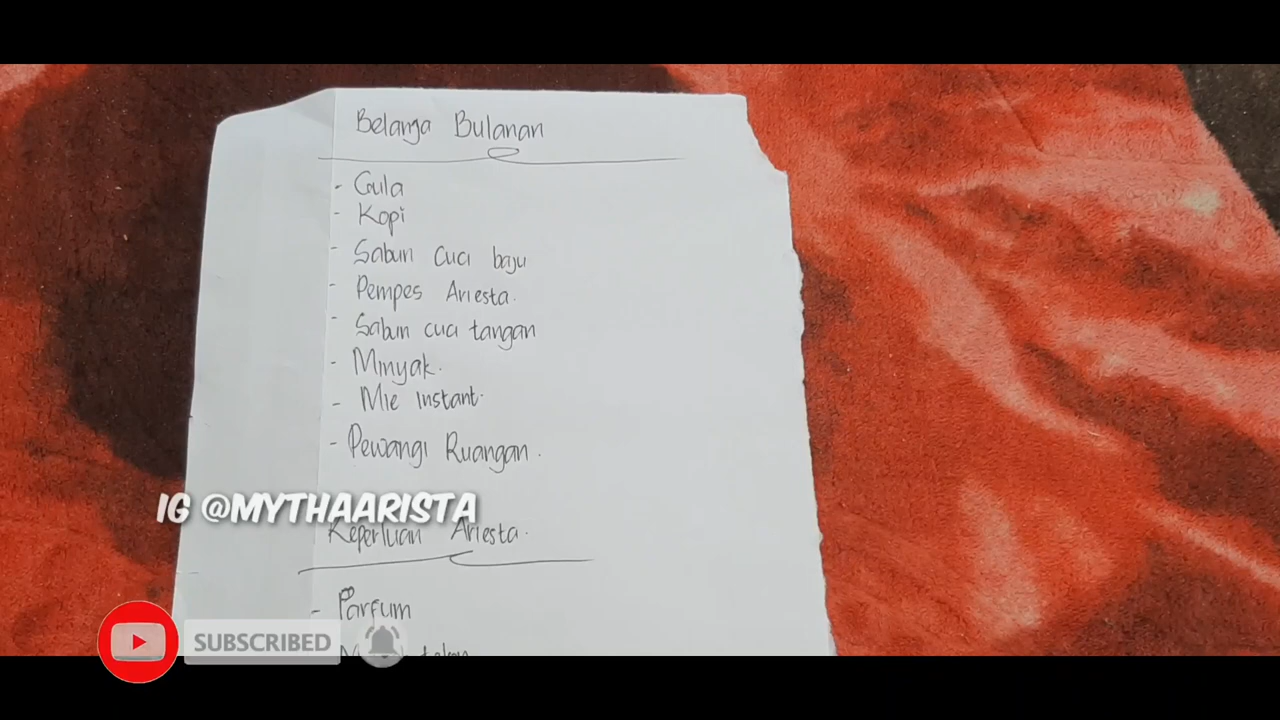 Belanja Bulanan
- Gula
- Kopi
- Sabun cuci baju
- Pempes Ariesta.
- Sabun cuci tangan
- Minyak.
- Mie Instant.
- Pewangi Ruangan.
IG @MYTHAARISTA
Keperluan Ariesta.
- Parfum
SUBSCRIBED